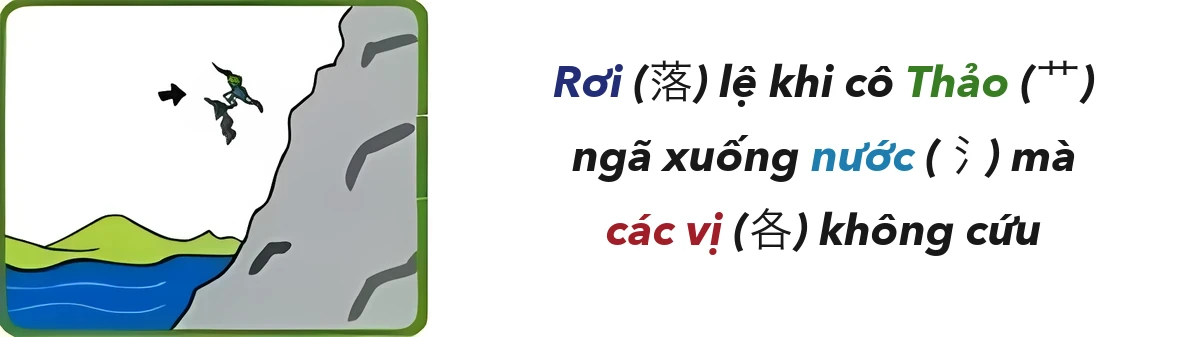 Rơi (落) lệ khi cô Thảo (艹)
ngã xuống nước (氵) mà
các vị (各) không cứu